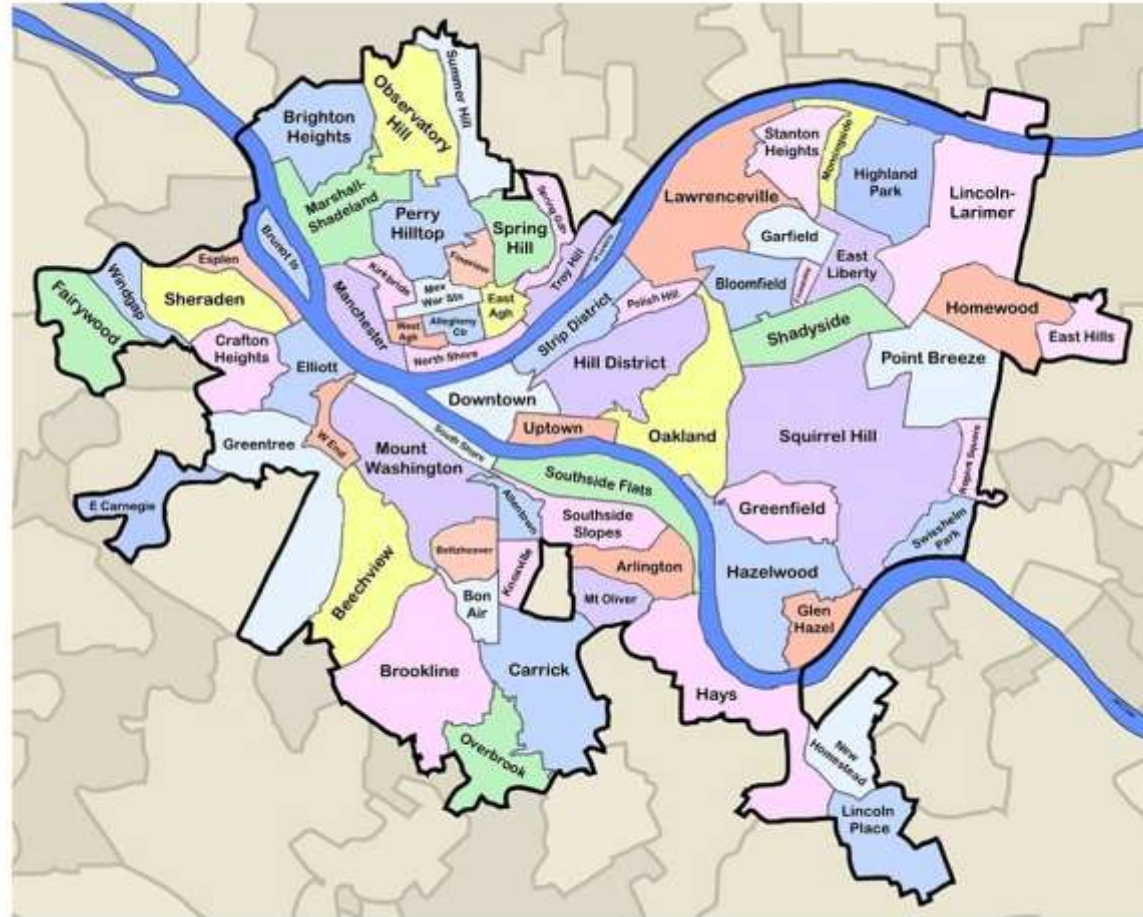 Summer Hill
Observatory
Hill
Brighton
Heights
Stanton
Heights
Morningside
Highland
Park
Marshall-
Shadeland
Lawrenceville
Lincoln-
Larimer
Perry
Hilltop
Spring
Hill
Garfield
Brunot Is
Troy Hill
East
Liberty
Esplen
Fineview
Kirkbride
Bloomfield
Windgap
Fairywood
Sheraden
Mex
War Sts
Polish Hill
Homewood
Manchester
East
Agh
Allegheny
Ctr
West
Agh
Strip District
Shadyside
East Hills
Crafton
Heights
North Shore
Hill District
Point Breeze
Elliott
Downtown
Uptown
Oakland
Squirrel Hill
Greentree
W End
Mount
Washington
South Shore
Southside Flats
E Carnegie
Allentown
Southside
Slopes
Greenfield
Swisshelm
Park
Beechview
Beltzhoover
Knoxville
Arlington
Hazelwood
Bon
Air
Mt Oliver
Glen
Hazel
Brookline
Carrick
Hays
Overbrook
New
Homestead
Lincoln
Place